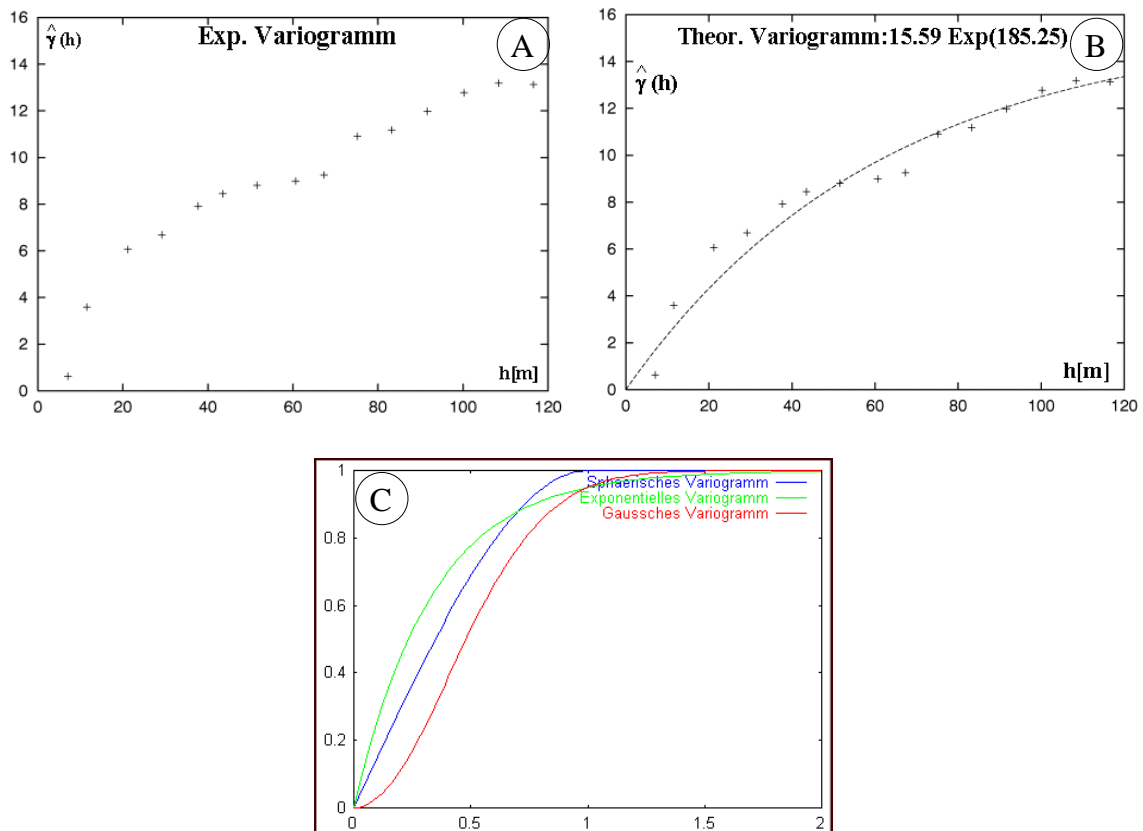 Exp. Variogramm
A
γ̂ (h)
16
14
12
10
8
6
4
2
0
h[m]
0 20 40 60 80 100 120
Theor. Variogramm:15.59 Exp(185.25)
B
γ̂ (h)
16
14
12
10
8
6
4
2
0
h[m]
0 20 40 60 80 100 120
C
Sphaerisches Variogramm
Exponentielles Variogramm
Gaussches Variogramm
1
0.8
0.6
0.4
0.2
0
0 0.5 1 1.5 2